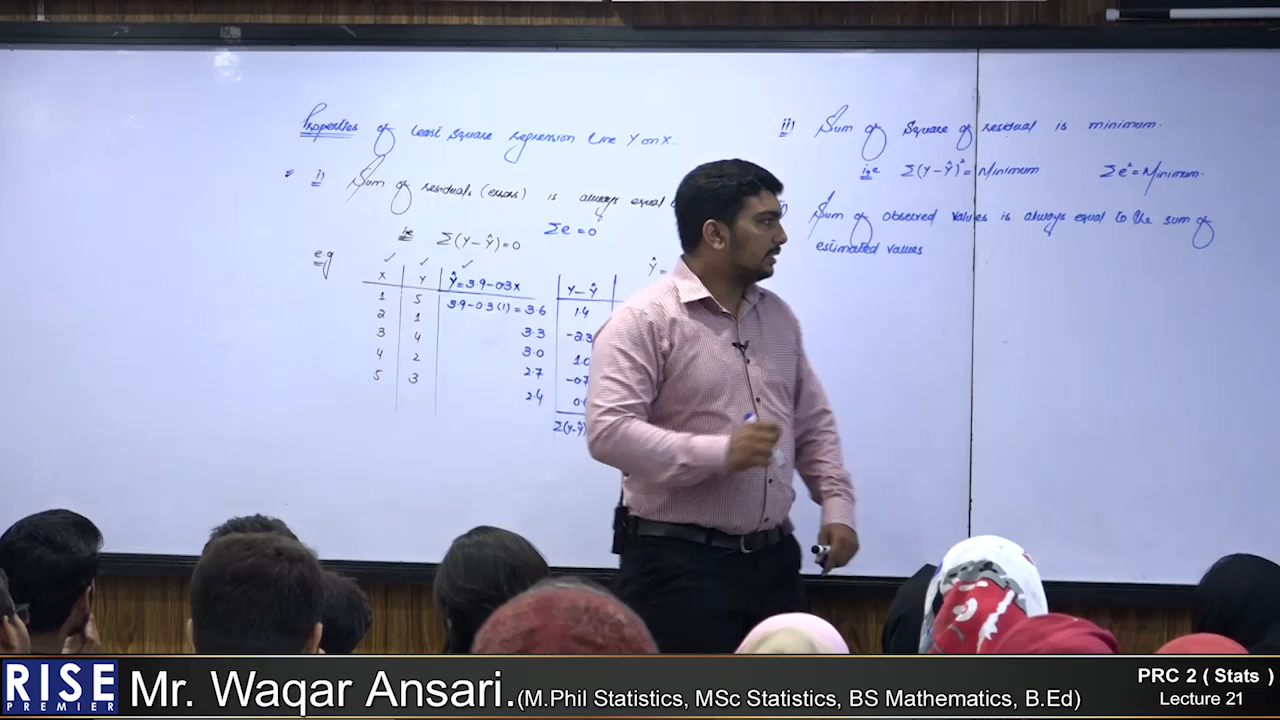 Properties of least square regression line Y on X.
i) Sum of residuals (errors) is always equal
i.e Σ(Y-Ŷ)=0 Σe=0
e.g
X Y Ŷ=3.9-0.3x Y-Ŷ
1 5 3.9-0.3(1)=3.6 1.4
2 1 3.3 -2.3
3 4 3.0 1.0
4 2 2.7
5 3 2.4
Σ(Y-Ŷ)
Ŷ=
ii) Sum of square of residual is minimum.
i.e Σ(Y-Ŷ)²=Minimum Σe²=Minimum.
Sum of observed values is always equal to the sum of
estimated values
RISE
PREMIER
Mr. Waqar Ansari.(M.Phil Statistics, MSc Statistics, BS Mathematics, B.Ed)
PRC 2 ( Stats )
Lecture 21